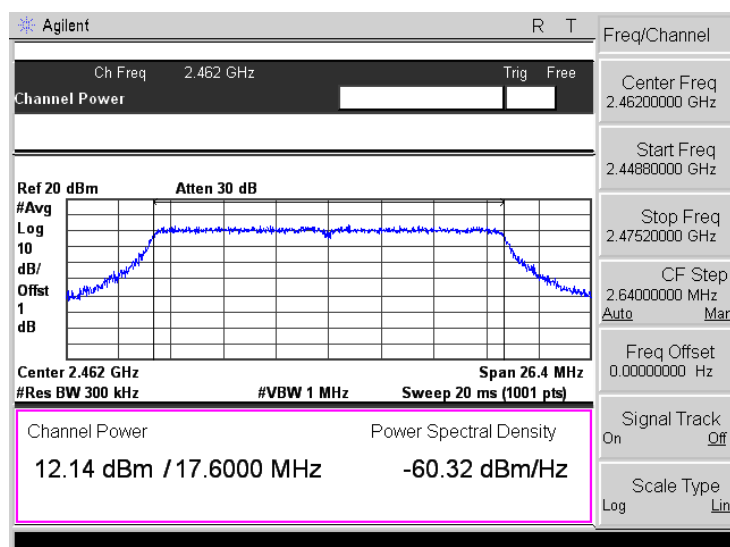 Agilent
R T
Ch Freq 2.462 GHz Trig Free
Channel Power
Ref 20 dBm Atten 30 dB
#Avg
Log
10
dB/
Offst
1
dB
Center 2.462 GHz Span 26.4 MHz
#Res BW 300 kHz #VBW 1 MHz Sweep 20 ms (1001 pts)
Channel Power Power Spectral Density
12.14 dBm / 17.6000 MHz -60.32 dBm/Hz
Freq/Channel
Center Freq
2.46200000 GHz
Start Freq
2.44880000 GHz
Stop Freq
2.47520000 GHz
CF Step
2.64000000 MHz
Auto Man
Freq Offset
0.00000000 Hz
Signal Track
On Off
Scale Type
Log Lin